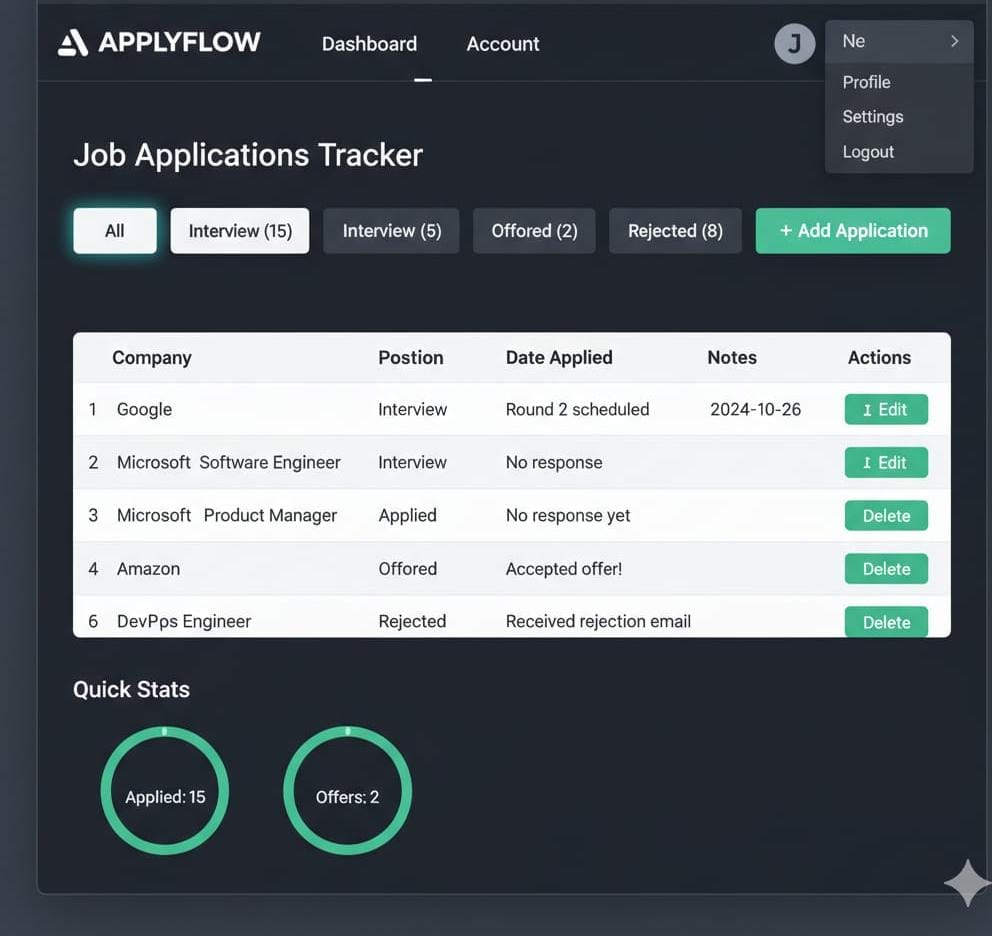 APPLYFLOW Dashboard Account J Ne
Profile
Settings
Logout
Job Applications Tracker
All Interview (15) Interview (5) Offored (2) Rejected (8) + Add Application
Company Postion Date Applied Notes Actions
1 Google Interview Round 2 scheduled 2024-10-26 I Edit
2 Microsoft Software Engineer Interview No response I Edit
3 Microsoft Product Manager Applied No response yet Delete
4 Amazon Offored Accepted offer! Delete
6 DevPps Engineer Rejected Received rejection email Delete
Quick Stats
Applied: 15 Offers: 2